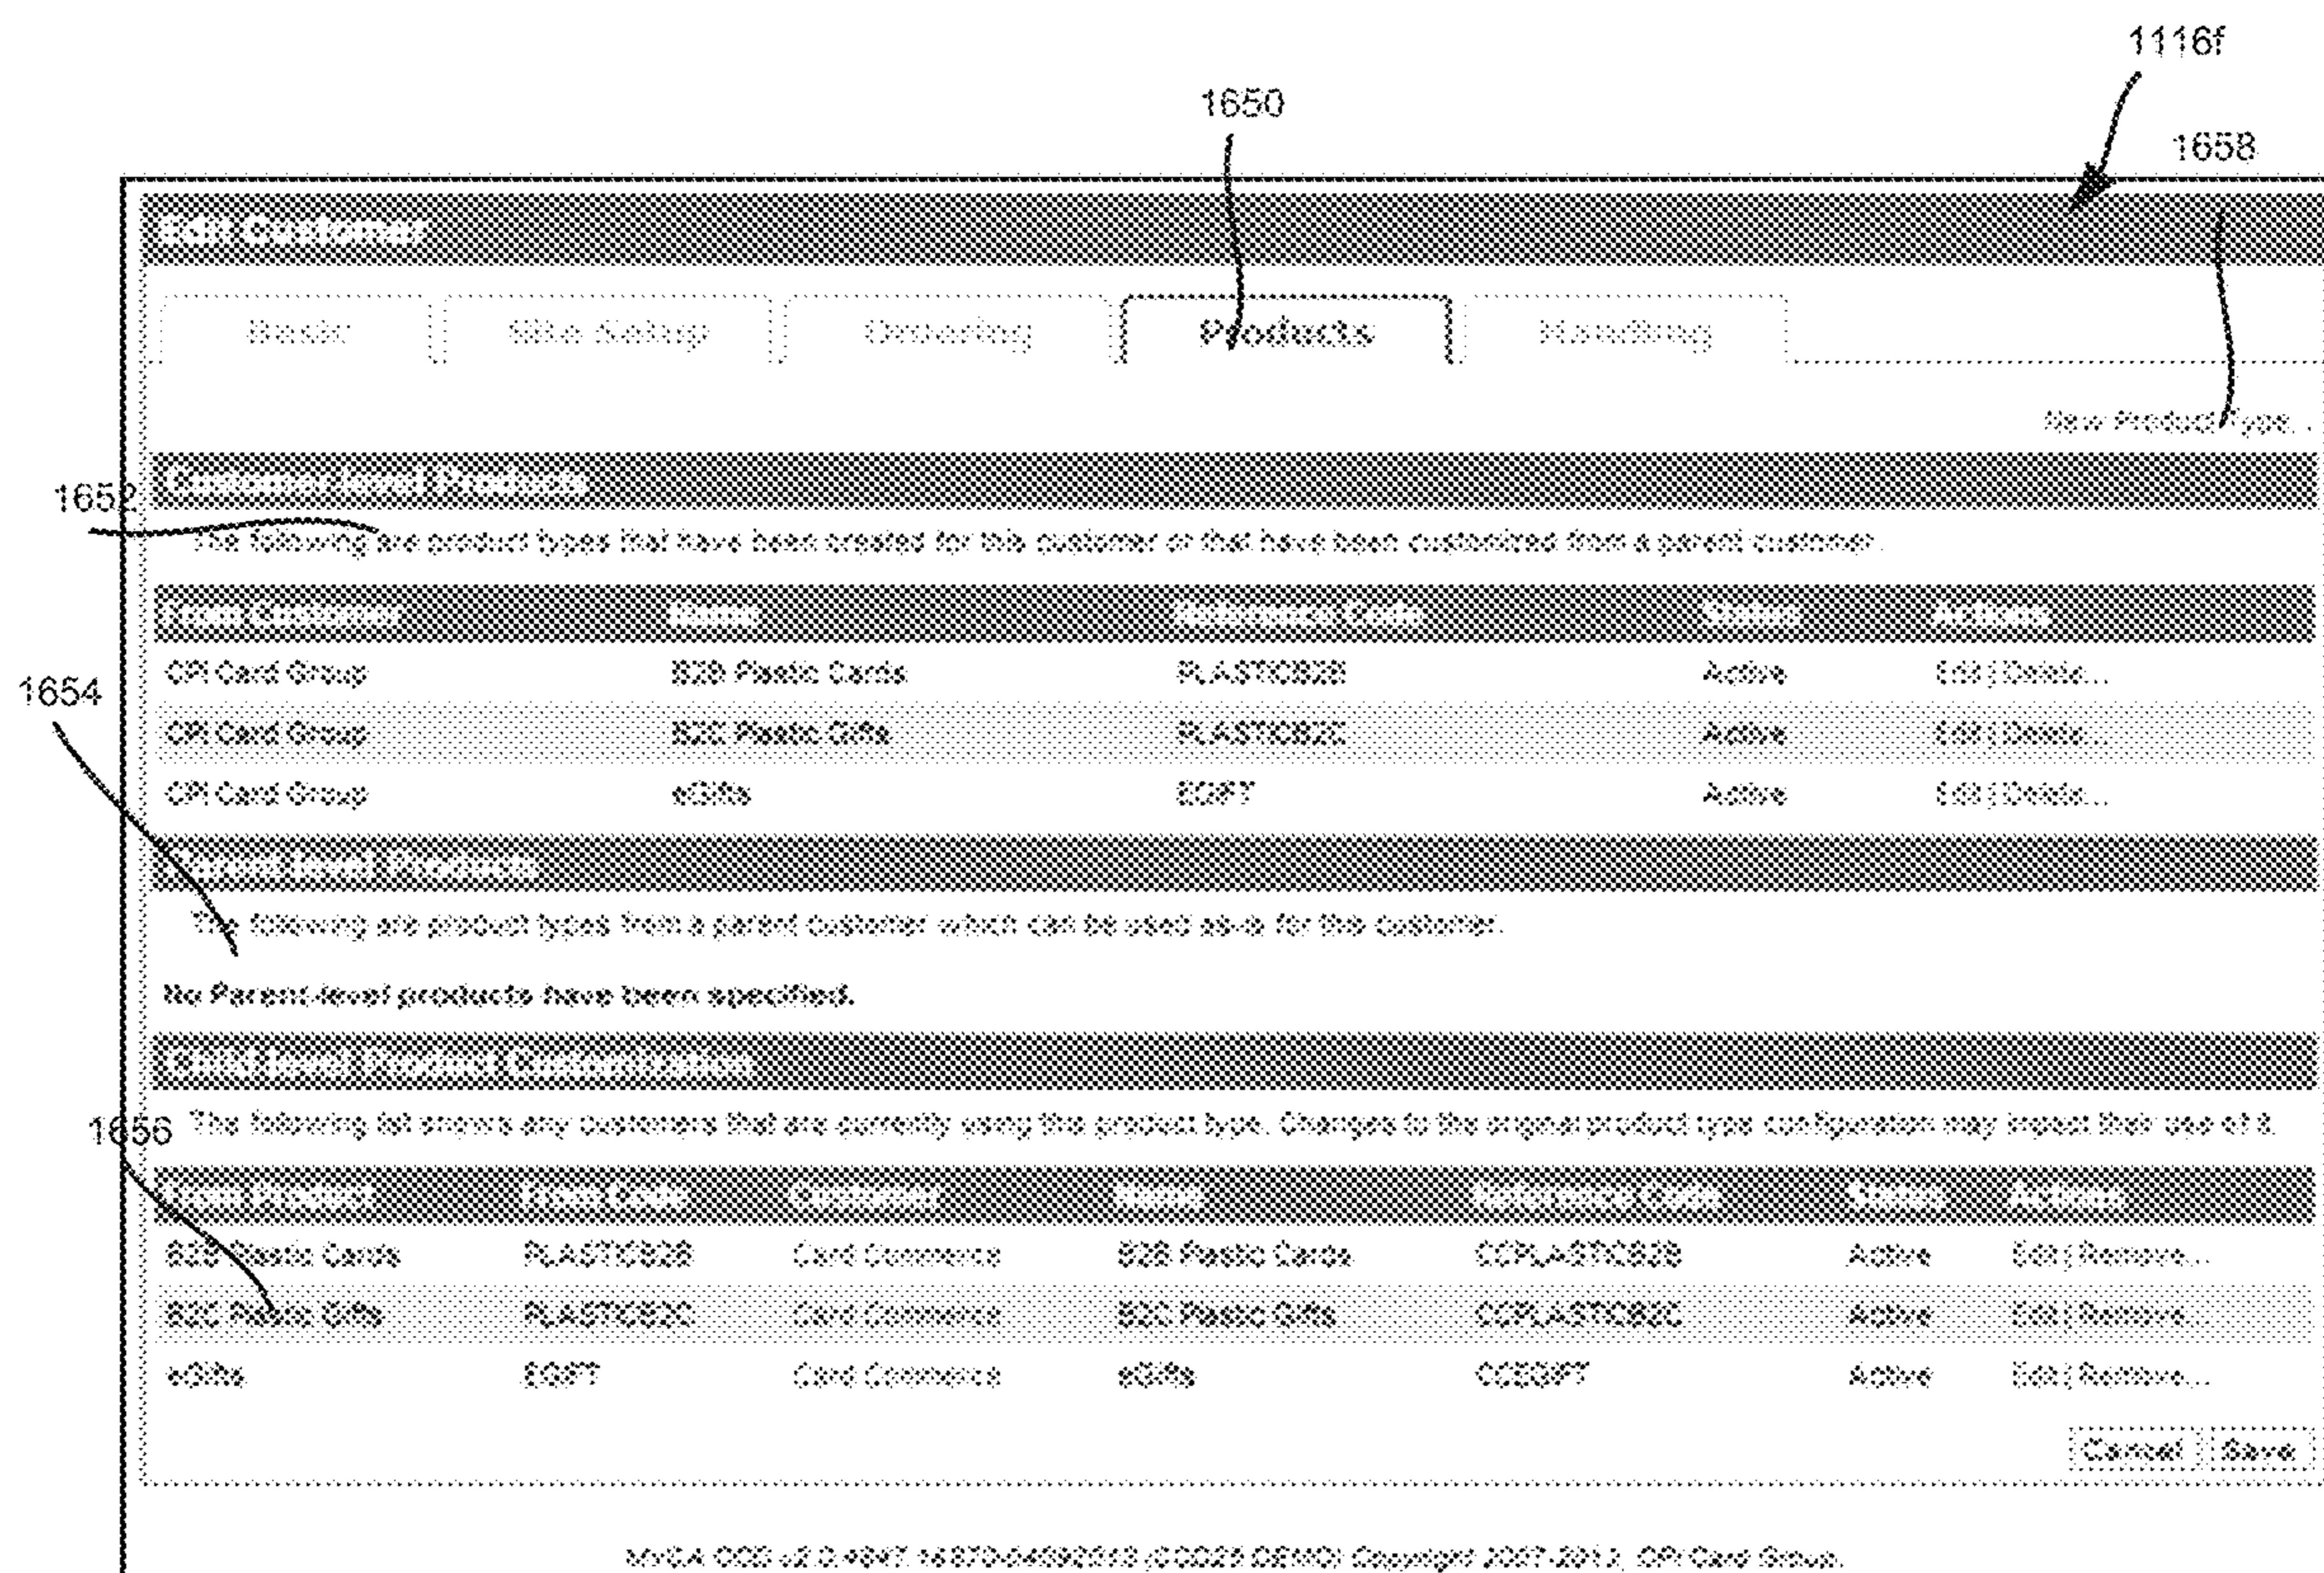 1116f
1650
1658
Edit Customer
Basic Site Setup Ordering Products Handling
New Product Type...
1652
Customer-level Products
The following are product types that have been created for this customer or that have been customized from a parent customer.
From Customer Name Reference Code Status Actions
CPI Card Group B2B Plastic Cards PLASTICB2B Active Edit | Delete...
1654
CPI Card Group B2C Plastic Gifts PLASTICB2C Active Edit | Delete...
CPI Card Group eGifts EGIFT Active Edit | Delete...
Parent-level Products
The following are product types from a parent customer which can be used as-is for this customer.
No Parent-level products have been specified.
Child-level Product Customization
1656
The following list shows any customers that are currently using this product type. Changes to the original product type configuration may impact their use of it.
From Product From Code Customer Name Reference Code Status Actions
B2B Plastic Cards PLASTICB2B Card Commerce B2B Plastic Cards CCPLASTICB2B Active Edit | Remove...
B2C Plastic Gifts PLASTICB2C Card Commerce B2C Plastic Gifts CCPLASTICB2C Active Edit | Remove...
eGifts EGIFT Card Commerce eGifts CCEGIFT Active Edit | Remove...
Cancel Save
DEMO) Copyright CPI Card Group.